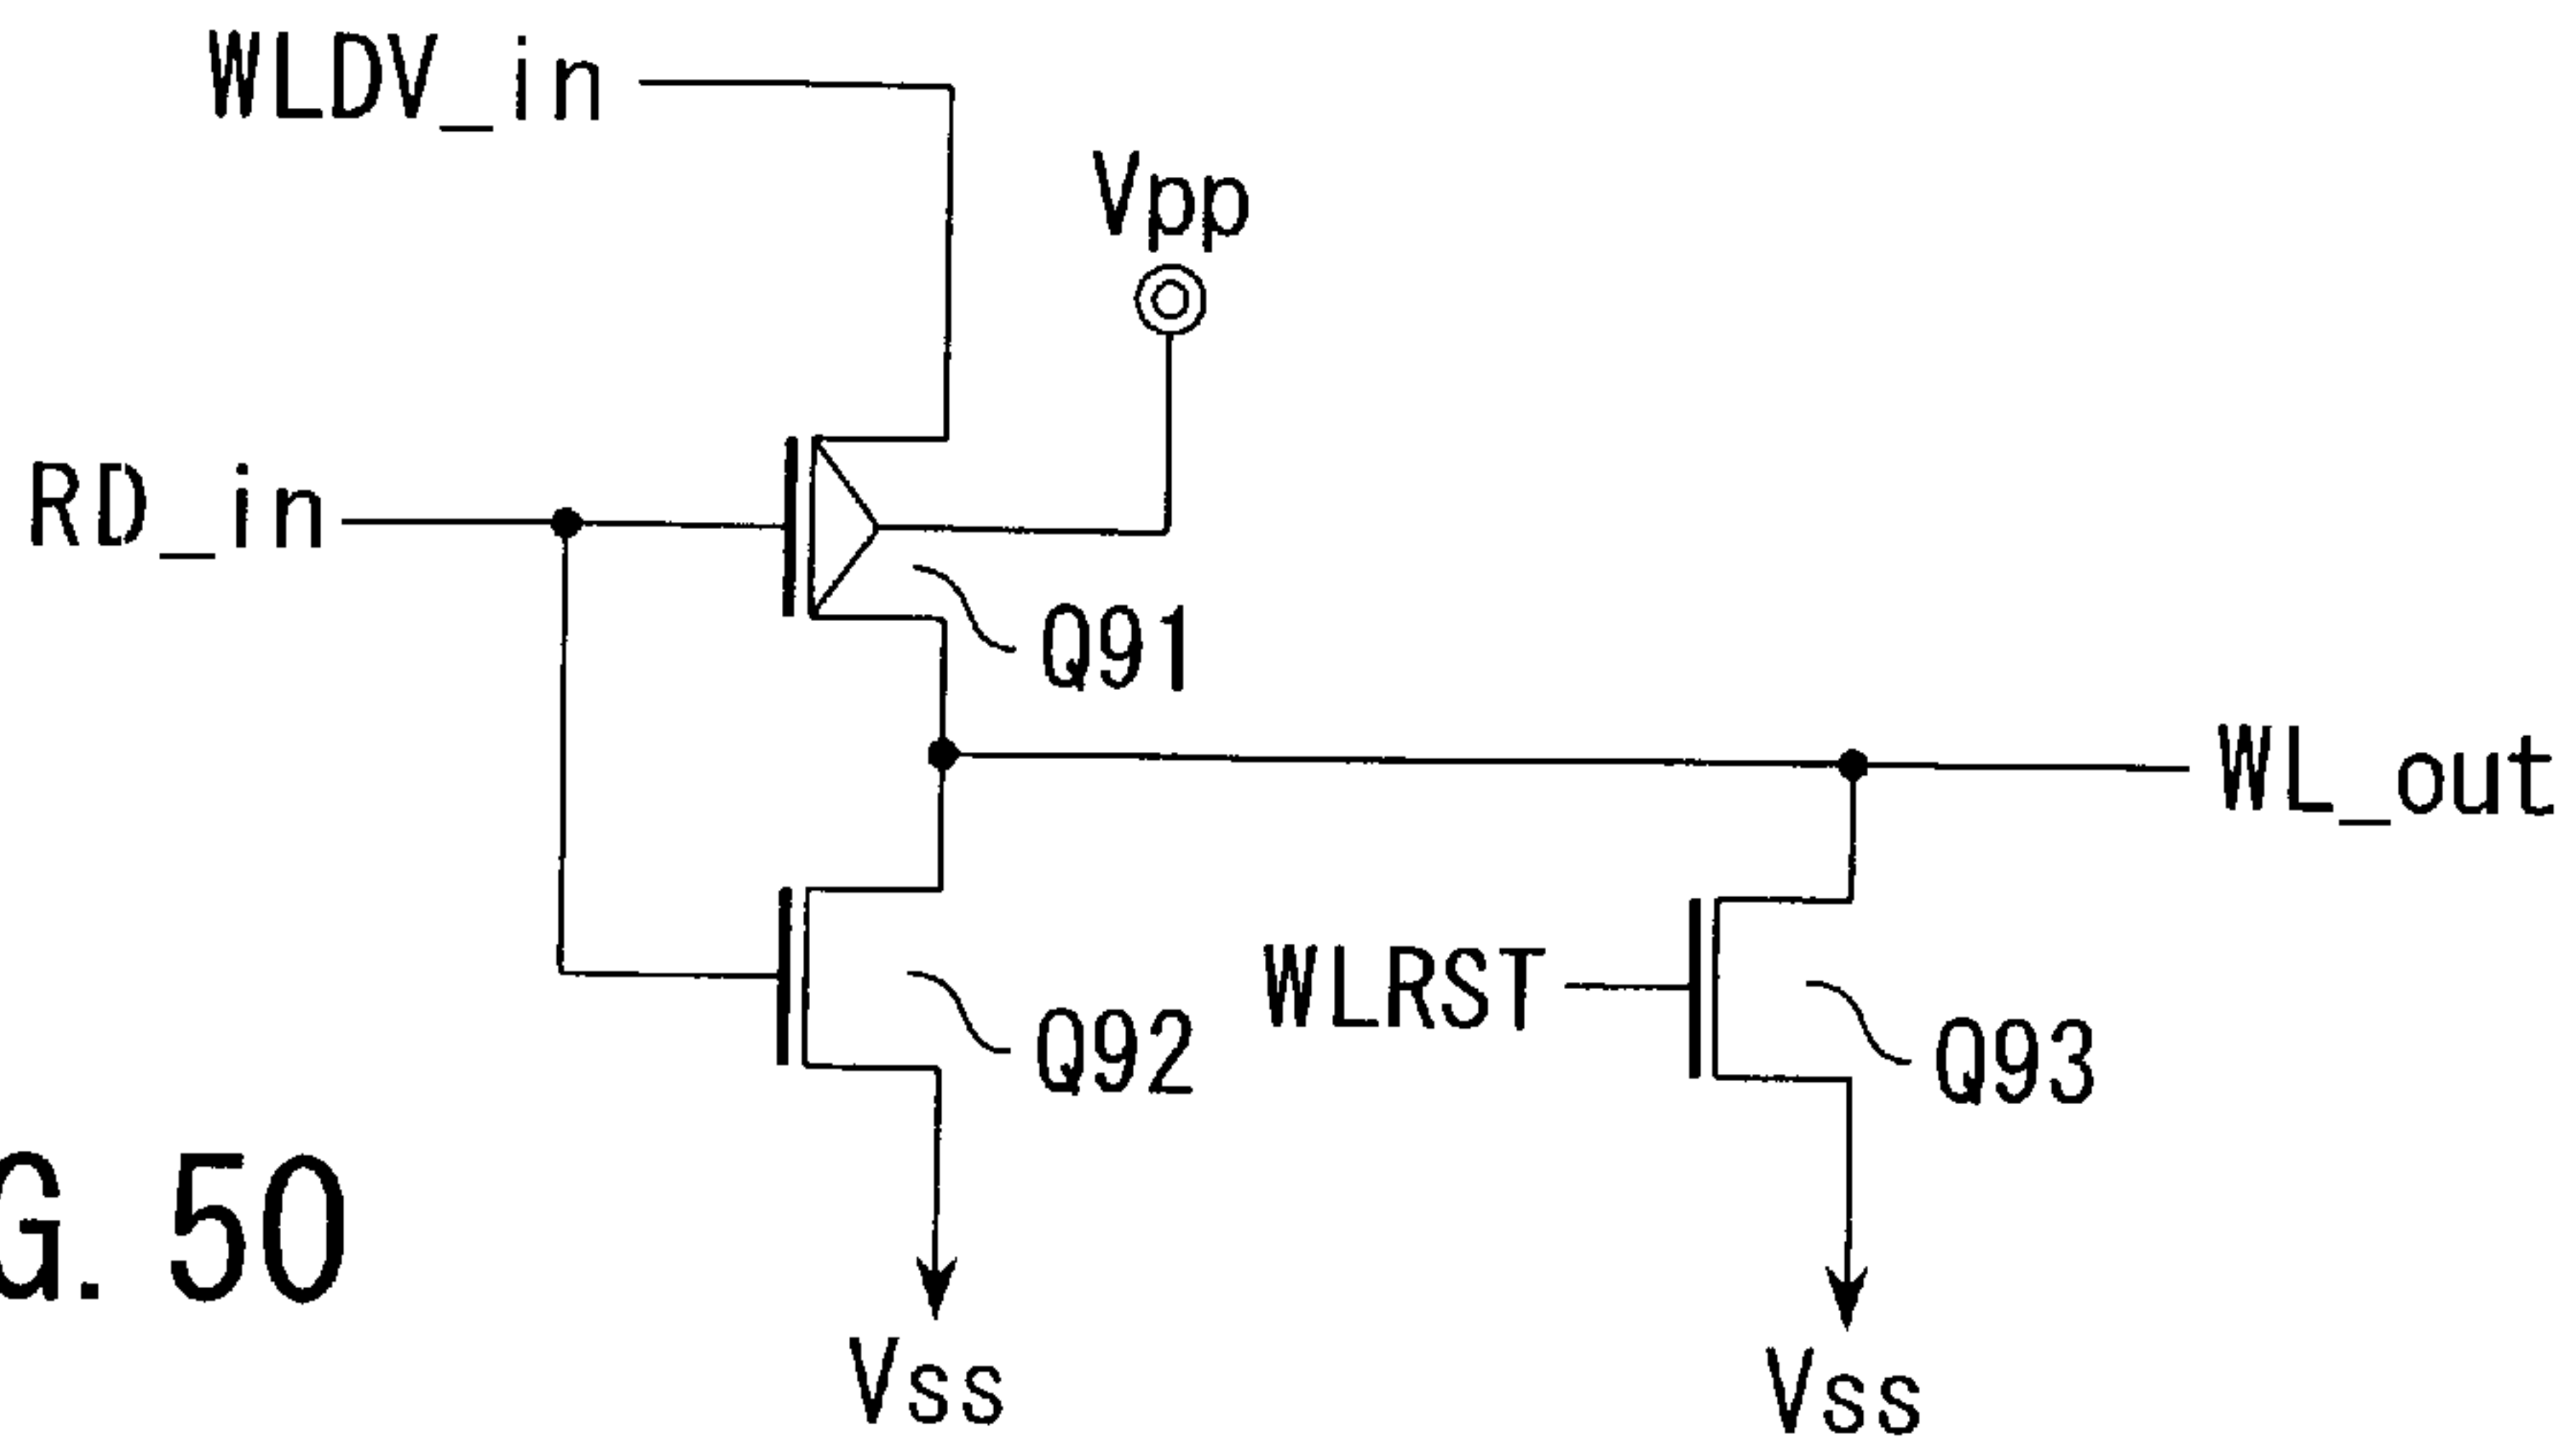 WLDV_in
Vpp
RD_in
Q91
WL_out
WLRST
Q92
Q93
G. 50
Vss
Vss